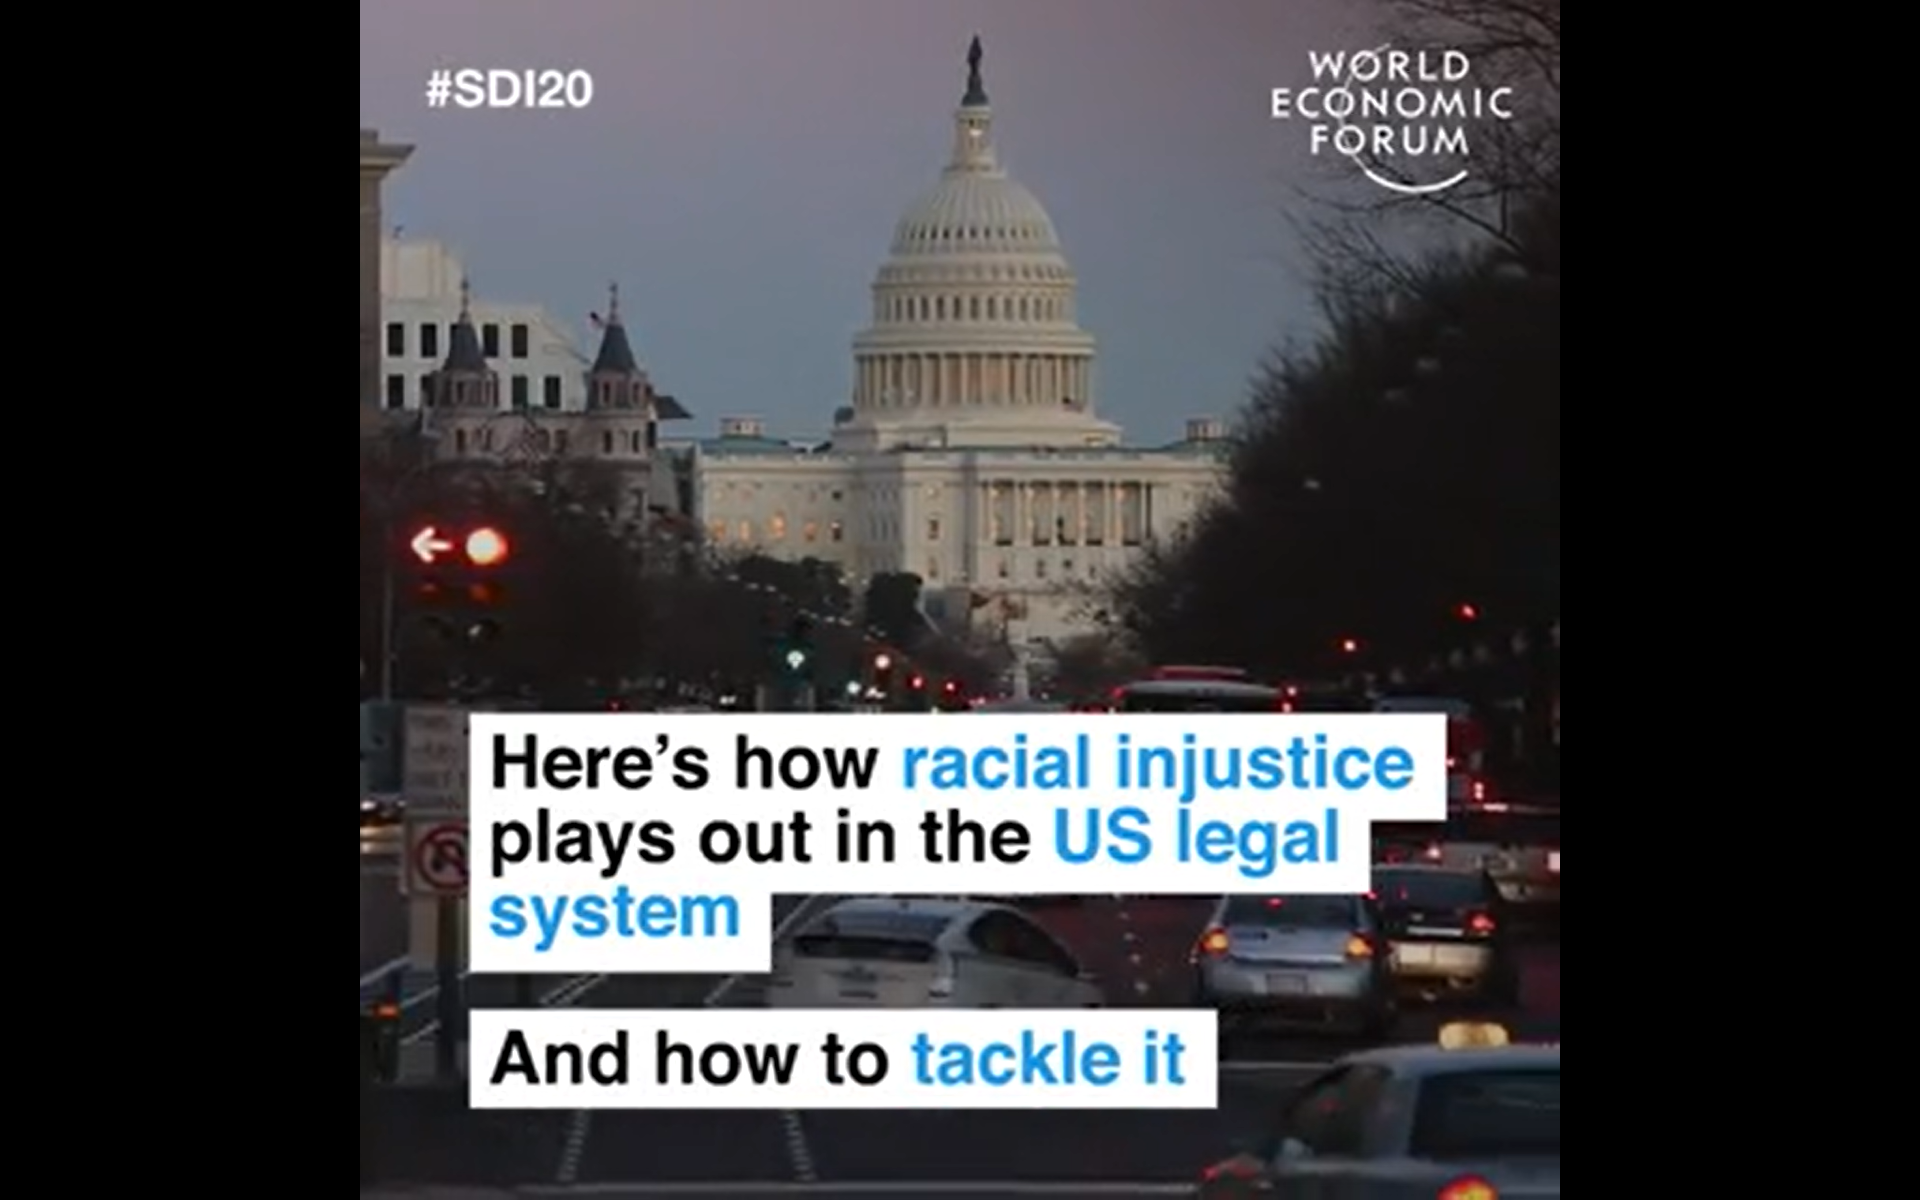 #SDI20
WORLD
ECONOMIC
FORUM
Here's how racial injustice
plays out in the US legal
system
And how to tackle it